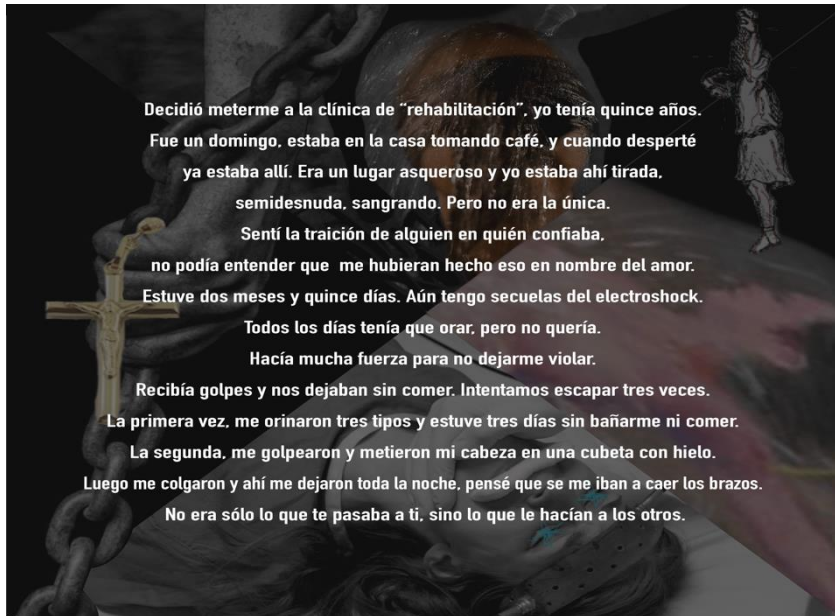 Decidió meterme a la clínica de “rehabilitación”, yo tenía quince años.
Fue un domingo, estaba en la casa tomando café, y cuando desperté
ya estaba allí. Era un lugar asqueroso y yo estaba ahí tirada,
semidesnuda, sangrando. Pero no era la única.
Sentí la traición de alguien en quién confiaba,
no podía entender que  me hubieran hecho eso en nombre del amor.
Estuve dos meses y quince días. Aún tengo secuelas del electroshock.
Todos los días tenía que orar, pero no quería.
Hacía mucha fuerza para no dejarme violar.
Recibía golpes y nos dejaban sin comer. Intentamos escapar tres veces.
La primera vez, me orinaron tres tipos y estuve tres días sin bañarme ni comer.
La segunda, me golpearon y metieron mi cabeza en una cubeta con hielo.
Luego me colgaron y ahí me dejaron toda la noche, pensé que se me iban a caer los brazos.
No era sólo lo que te pasaba a ti, sino lo que le hacían a los otros.